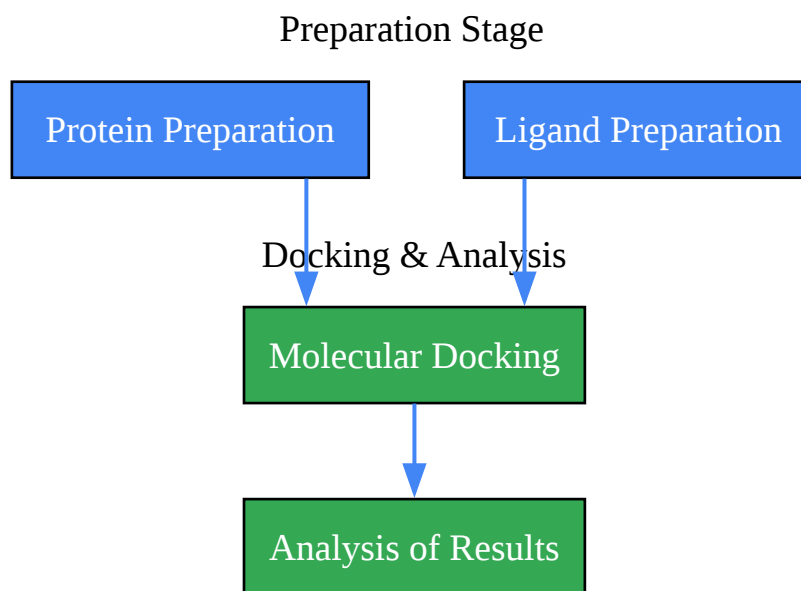 Preparation Stage
Protein Preparation
Ligand Preparation
Docking & Analysis
Molecular Docking
Analysis of Results